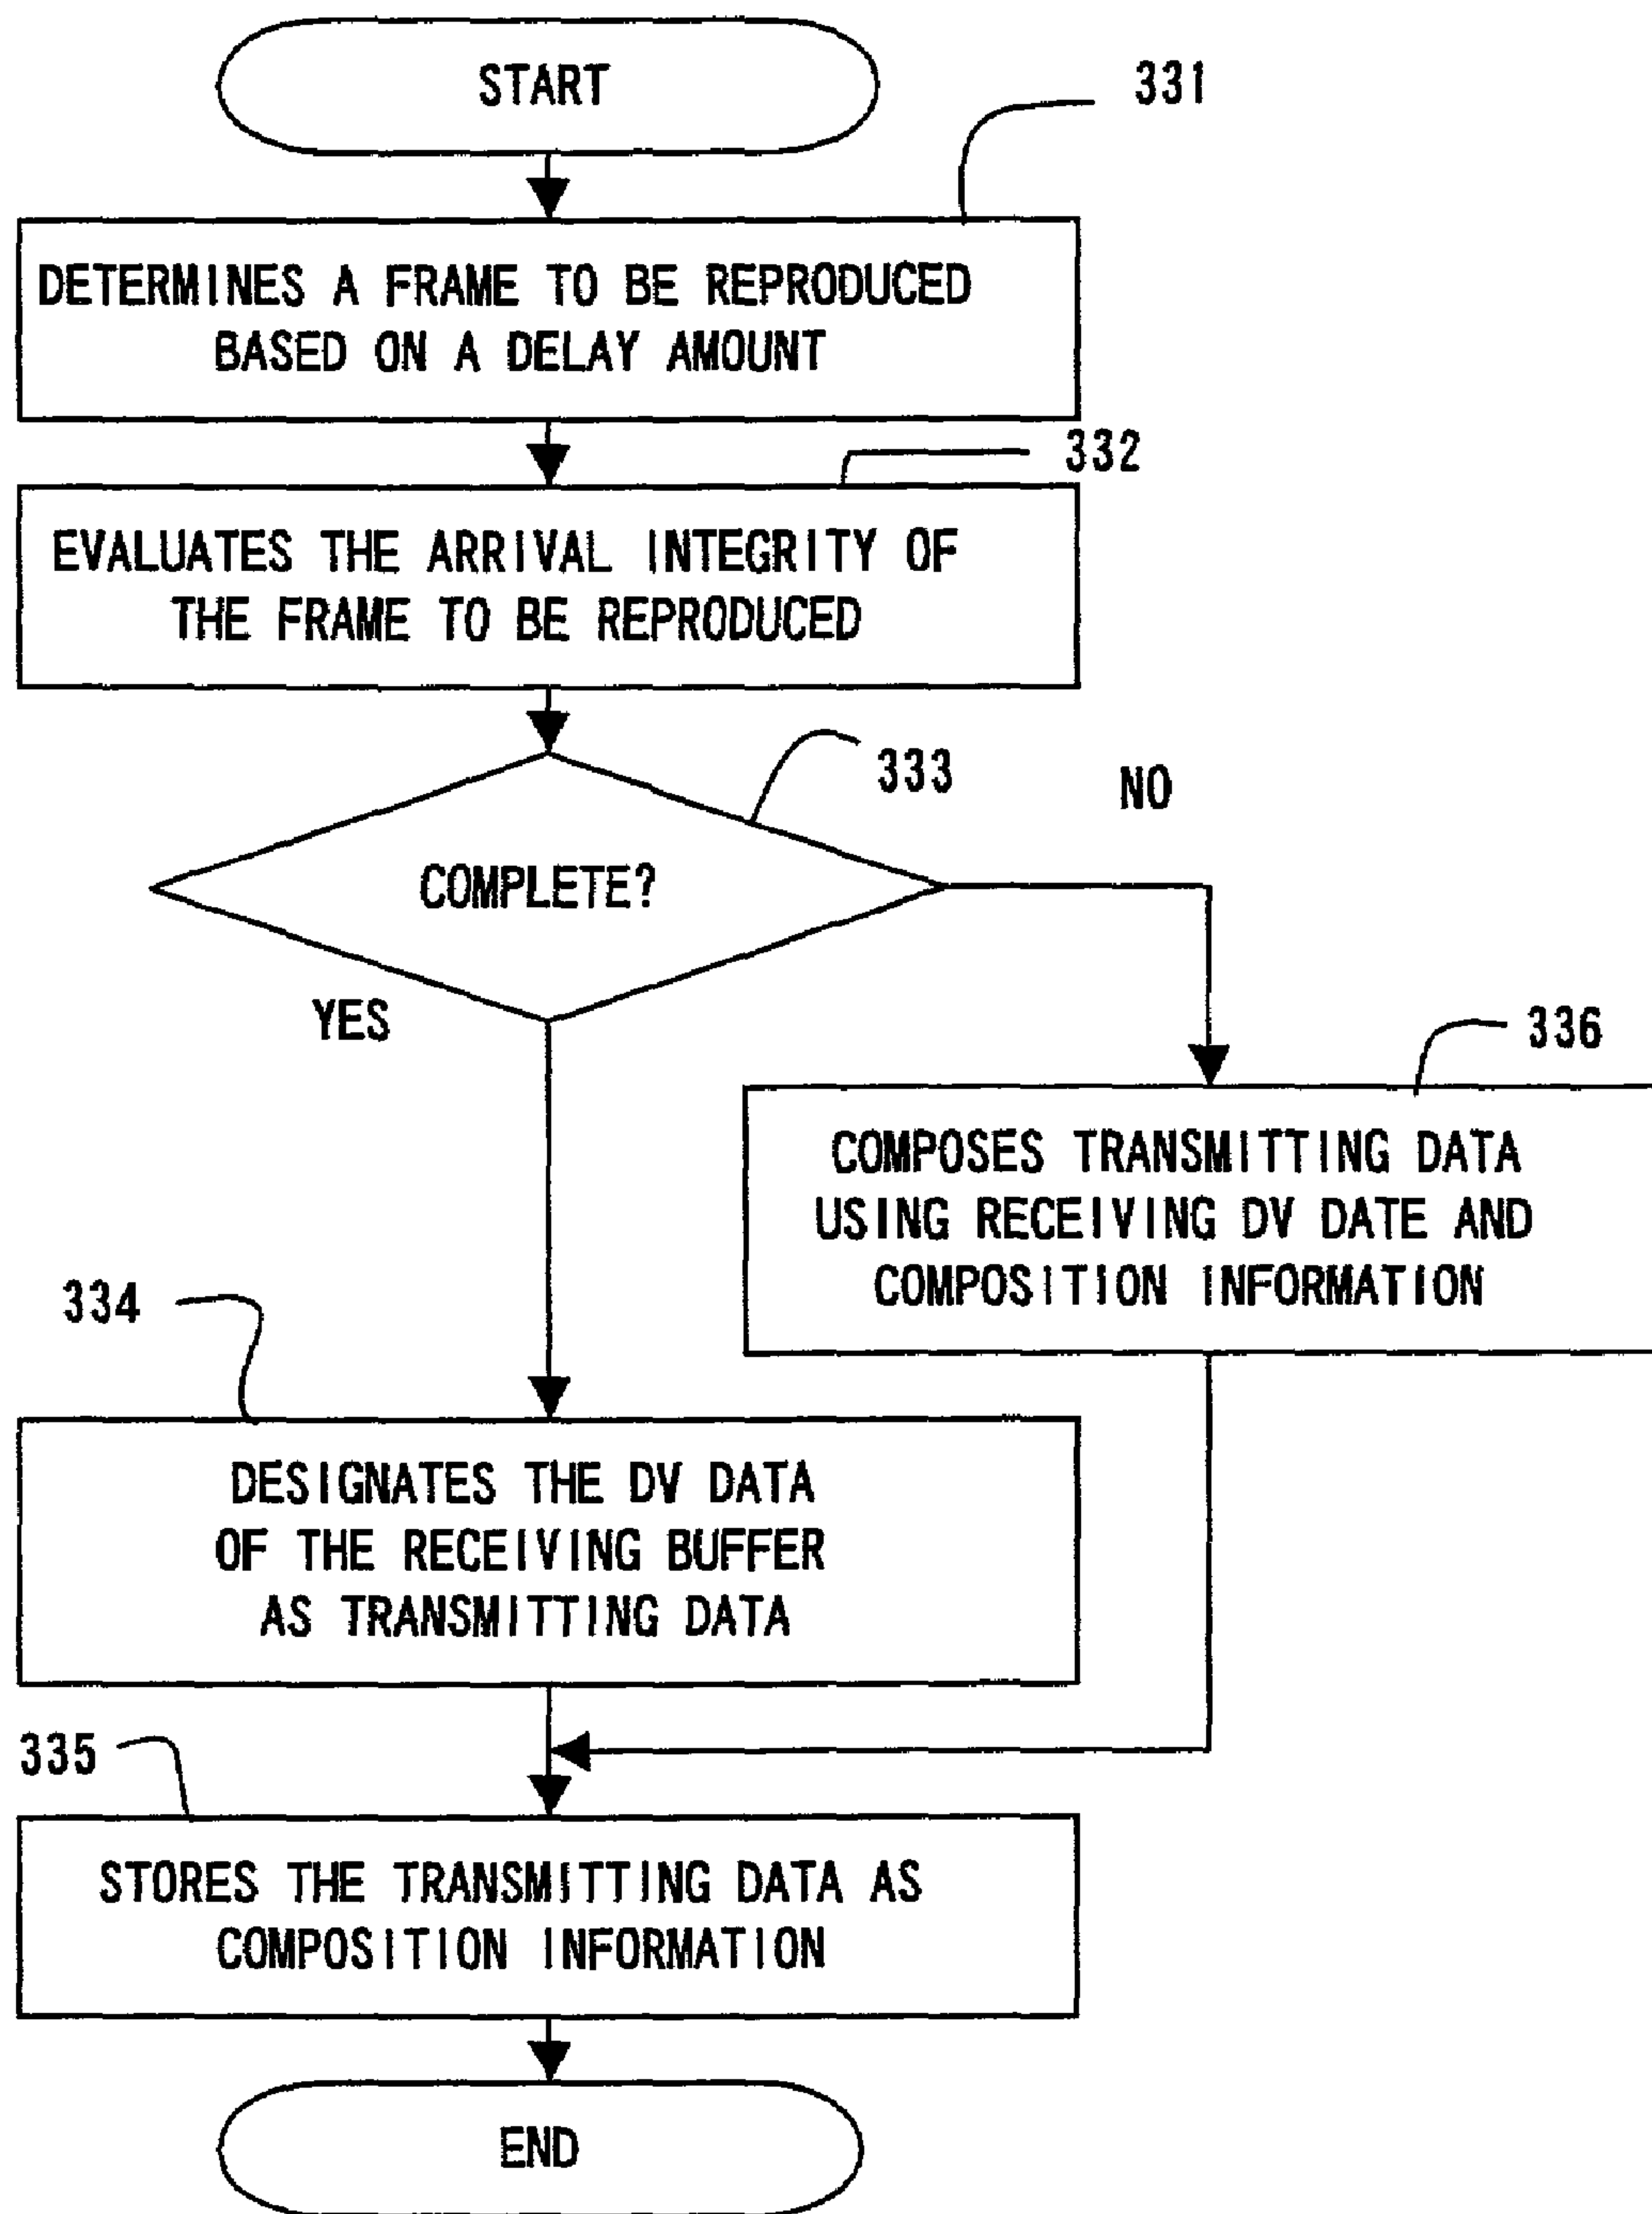 START
331
DETERMINES A FRAME TO BE REPRODUCED
BASED ON A DELAY AMOUNT
332
EVALUATES THE ARRIVAL INTEGRITY OF
THE FRAME TO BE REPRODUCED
333
NO
COMPLETE?
YES
336
COMPOSES TRANSMITTING DATA
USING RECEIVING DV DATE AND
COMPOSITION INFORMATION
334
DESIGNATES THE DV DATA
OF THE RECEIVING BUFFER
AS TRANSMITTING DATA
335
STORES THE TRANSMITTING DATA AS
COMPOSITION INFORMATION
END